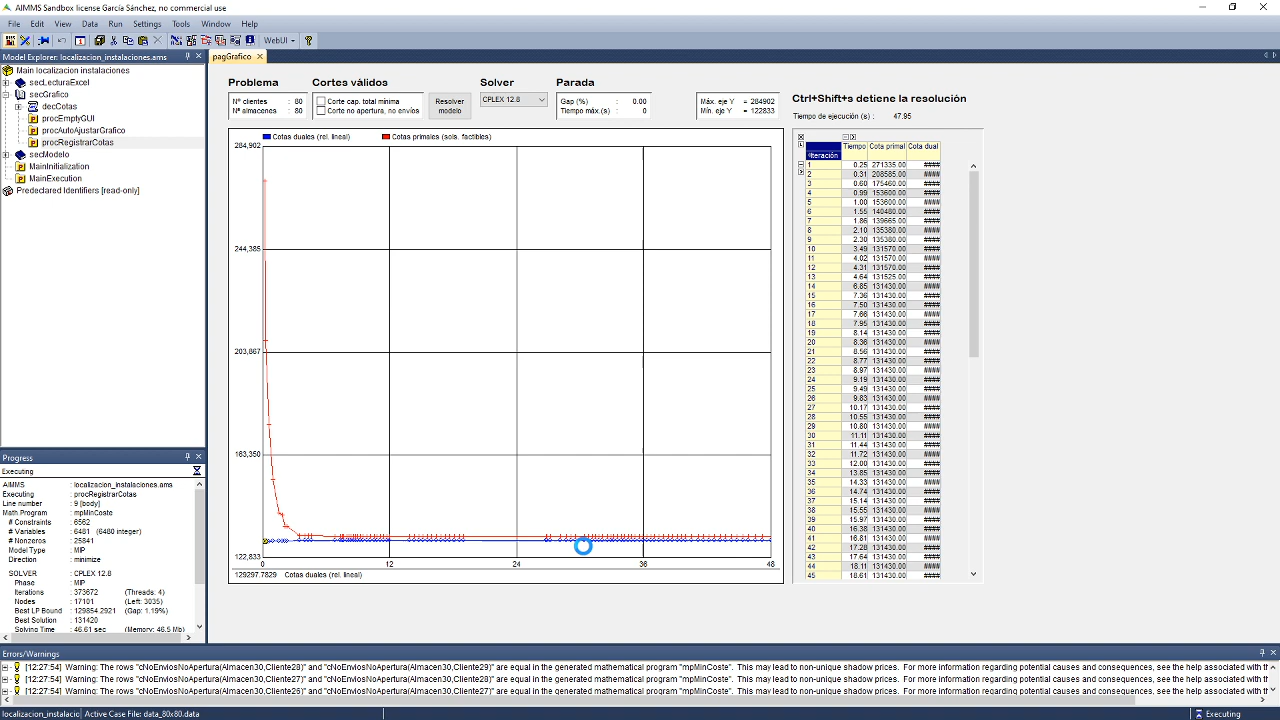 AIMMS Sandbox license García Sánchez, no commercial use
File Edit View Data Run Settings Tools Window Help
WebUI
Model Explorer: localizacion_instalaciones.ams
Main localizacion instalaciones
secLecturaExcel
secGrafico
decCotas
procEmptyGUI
procAutoAjustarGrafico
procRegistrarCotas
secModelo
MainInitialization
MainExecution
Predeclared Identifiers [read-only]
pagGrafico
Problema Cortes válidos Solver Parada
Nº clientes : 80
Nº almacenes : 80
Corte cap. total mínima
Corte no apertura, no envíos
Resolver modelo
CPLEX 12.8
Gap (%) : 0.00
Tiempo máx.(s) : 0
Máx. eje Y = 284902
Mín. eje Y = 122833
Ctrl+Shift+s detiene la resolución
Tiempo de ejecución (s) : 47.95
Cotas duales (rel. lineal) Cotas primales (sols. factibles)
284,902
244,385
203,867
163,350
122,833
0 12 24 36 48
129297.7829 Cotas duales (rel. lineal)
Tiempo Cota primal Cota dual
Iteración
1 0.25 271335.00 ####
2 0.31 208585.00 ####
3 0.60 175460.00 ####
4 0.99 153600.00 ####
5 1.00 153600.00 ####
6 1.55 140480.00 ####
7 1.86 139665.00 ####
8 2.10 135380.00 ####
9 2.30 135380.00 ####
10 3.49 131570.00 ####
11 4.02 131570.00 ####
12 4.31 131570.00 ####
13 4.64 131525.00 ####
14 6.85 131430.00 ####
15 7.36 131430.00 ####
16 7.50 131430.00 ####
17 7.66 131430.00 ####
18 7.95 131430.00 ####
19 8.14 131430.00 ####
20 8.36 131430.00 ####
21 8.56 131430.00 ####
22 8.77 131430.00 ####
23 8.97 131430.00 ####
24 9.19 131430.00 ####
25 9.49 131430.00 ####
26 9.83 131430.00 ####
27 10.17 131430.00 ####
28 10.55 131430.00 ####
29 10.80 131430.00 ####
30 11.11 131430.00 ####
31 11.44 131430.00 ####
32 11.72 131430.00 ####
33 12.00 131430.00 ####
34 13.85 131430.00 ####
35 14.33 131430.00 ####
36 14.74 131430.00 ####
37 15.14 131430.00 ####
38 15.55 131430.00 ####
39 15.97 131430.00 ####
40 16.38 131430.00 ####
41 16.81 131430.00 ####
42 17.28 131430.00 ####
43 17.64 131430.00 ####
44 18.11 131430.00 ####
45 18.61 131430.00 ####
Progress
Executing
AIMMS : localizacion_instalaciones.ams
Executing : procRegistrarCotas
Line number : 9 [body]
Math Program : mpMinCoste
# Constraints : 6562
# Variables : 6481 (6480 integer)
# Nonzeros : 25841
Model Type : MIP
Direction : minimize
SOLVER : CPLEX 12.8
Phase : MIP
Iterations : 373672 (Threads: 4)
Nodes : 17101 (Left: 3035)
Best LP Bound : 129854.2921 (Gap: 1.19%)
Best Solution : 131420
Solving Time : 46.61 sec (Memory: 46.5 Mb)
Errors/Warnings
[12:27:54] Warning: The rows "cNoEnviosNoApertura(Almacen30,Cliente28)" and "cNoEnviosNoApertura(Almacen30,Cliente29)" are equal in the generated mathematical program "mpMinCoste". This may lead to non-unique shadow prices. For more information regarding potential causes and consequences, see the help associated with th
[12:27:54] Warning: The rows "cNoEnviosNoApertura(Almacen30,Cliente27)" and "cNoEnviosNoApertura(Almacen30,Cliente28)" are equal in the generated mathematical program "mpMinCoste". This may lead to non-unique shadow prices. For more information regarding potential causes and consequences, see the help associated with th
[12:27:54] Warning: The rows "cNoEnviosNoApertura(Almacen30,Cliente25)" and "cNoEnviosNoApertura(Almacen30,Cliente27)" are equal in the generated mathematical program "mpMinCoste". This may lead to non-unique shadow prices. For more information regarding potential causes and consequences, see the help associated with th
localizacion_instalacio Active Case File: data_80x80.data Executing